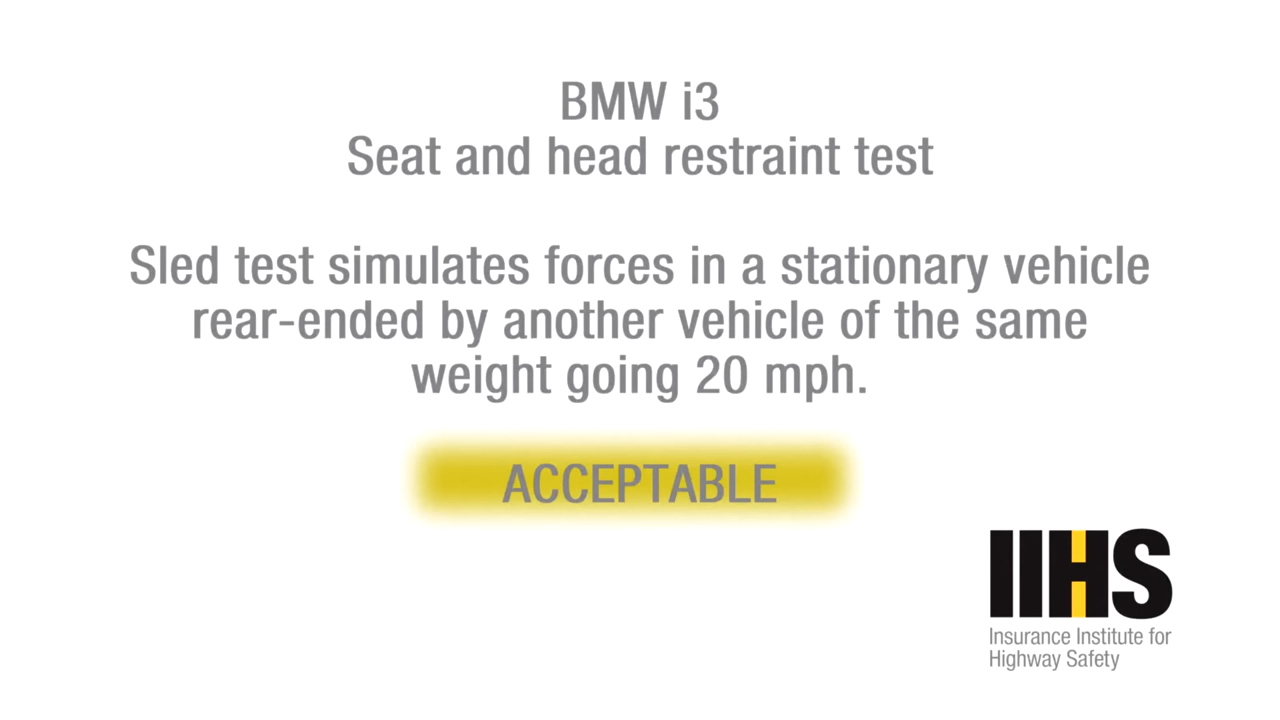 BMW i3
Seat and head restraint test
Sled test simulates forces in a stationary vehicle
rear-ended by another vehicle of the same
weight going 20 mph.
ACCEPTABLE
IIHS
Insurance Institute for
Highway Safety